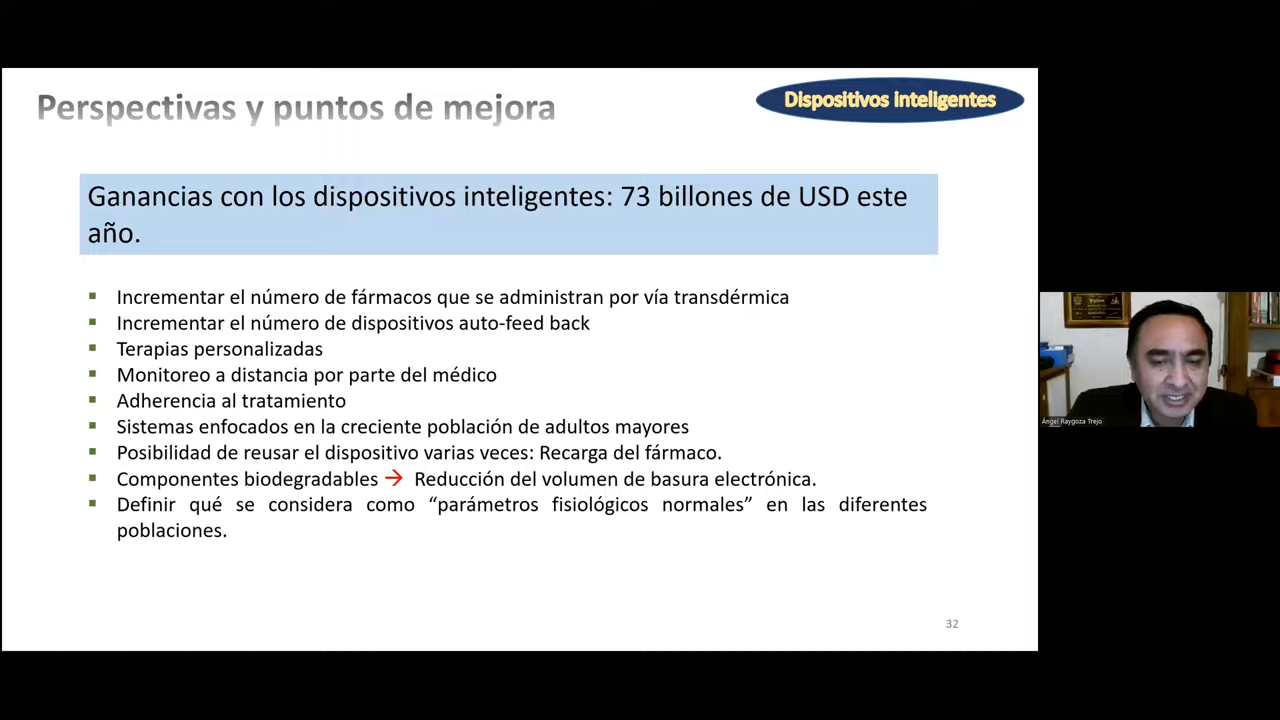 Perspectivas y puntos de mejora
Dispositivos inteligentes
Ganancias con los dispositivos inteligentes: 73 billones de USD este
año.
▪ Incrementar el número de fármacos que se administran por vía transdérmica
▪ Incrementar el número de dispositivos auto-feed back
▪ Terapias personalizadas
▪ Monitoreo a distancia por parte del médico
▪ Adherencia al tratamiento
▪ Sistemas enfocados en la creciente población de adultos mayores
▪ Posibilidad de reusar el dispositivo varias veces: Recarga del fármaco.
▪ Componentes biodegradables → Reducción del volumen de basura electrónica.
▪ Definir qué se considera como “parámetros fisiológicos normales” en las diferentes
poblaciones.
32
Ángel Raygoza Trejo